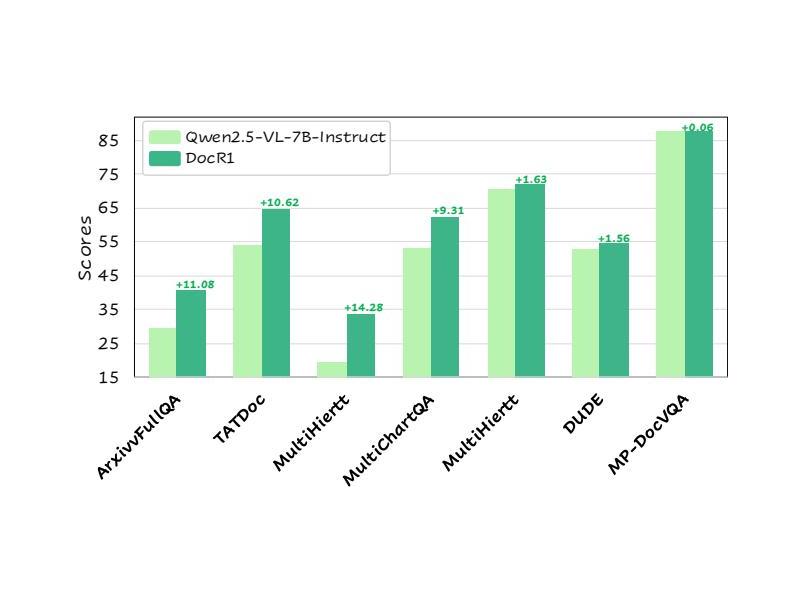 Qwen2.5-VL-7B-Instruct
DocR1
Scores
85
75
65
55
45
35
25
15
+11.08
+10.62
+14.28
+9.31
+1.63
+1.56
+0.06
ArxivvFullQA
TATDoc
MultiHiertt
MultiChartQA
MultiHiertt
DUDE
MP-DocVQA